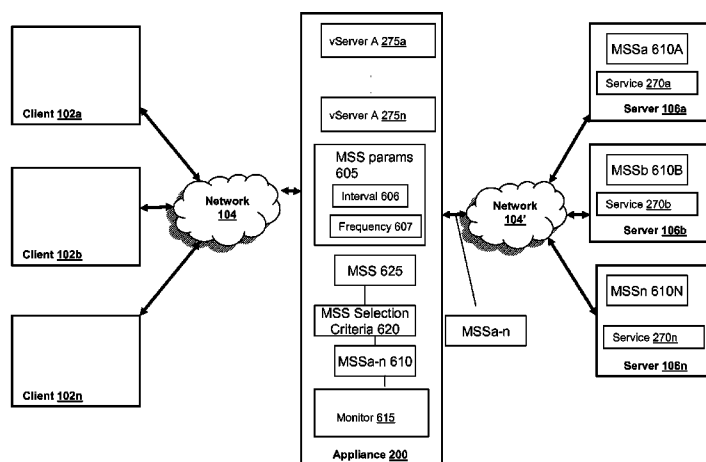 Client 102a
Client 102b
Client 102n
Network
104
vServer A 275a
.
.
vServer A 275n
MSS params
605
Interval 606
Frequency 607
MSS 625
MSS Selection
Criteria 620
MSSa-n 610
Monitor 615
Appliance 200
Network
104'
MSSa-n
MSSa 610A
Service 270a
Server 106a
MSSb 610B
Service 270b
Server 106b
MSSn 610N
Service 270n
Server 106n